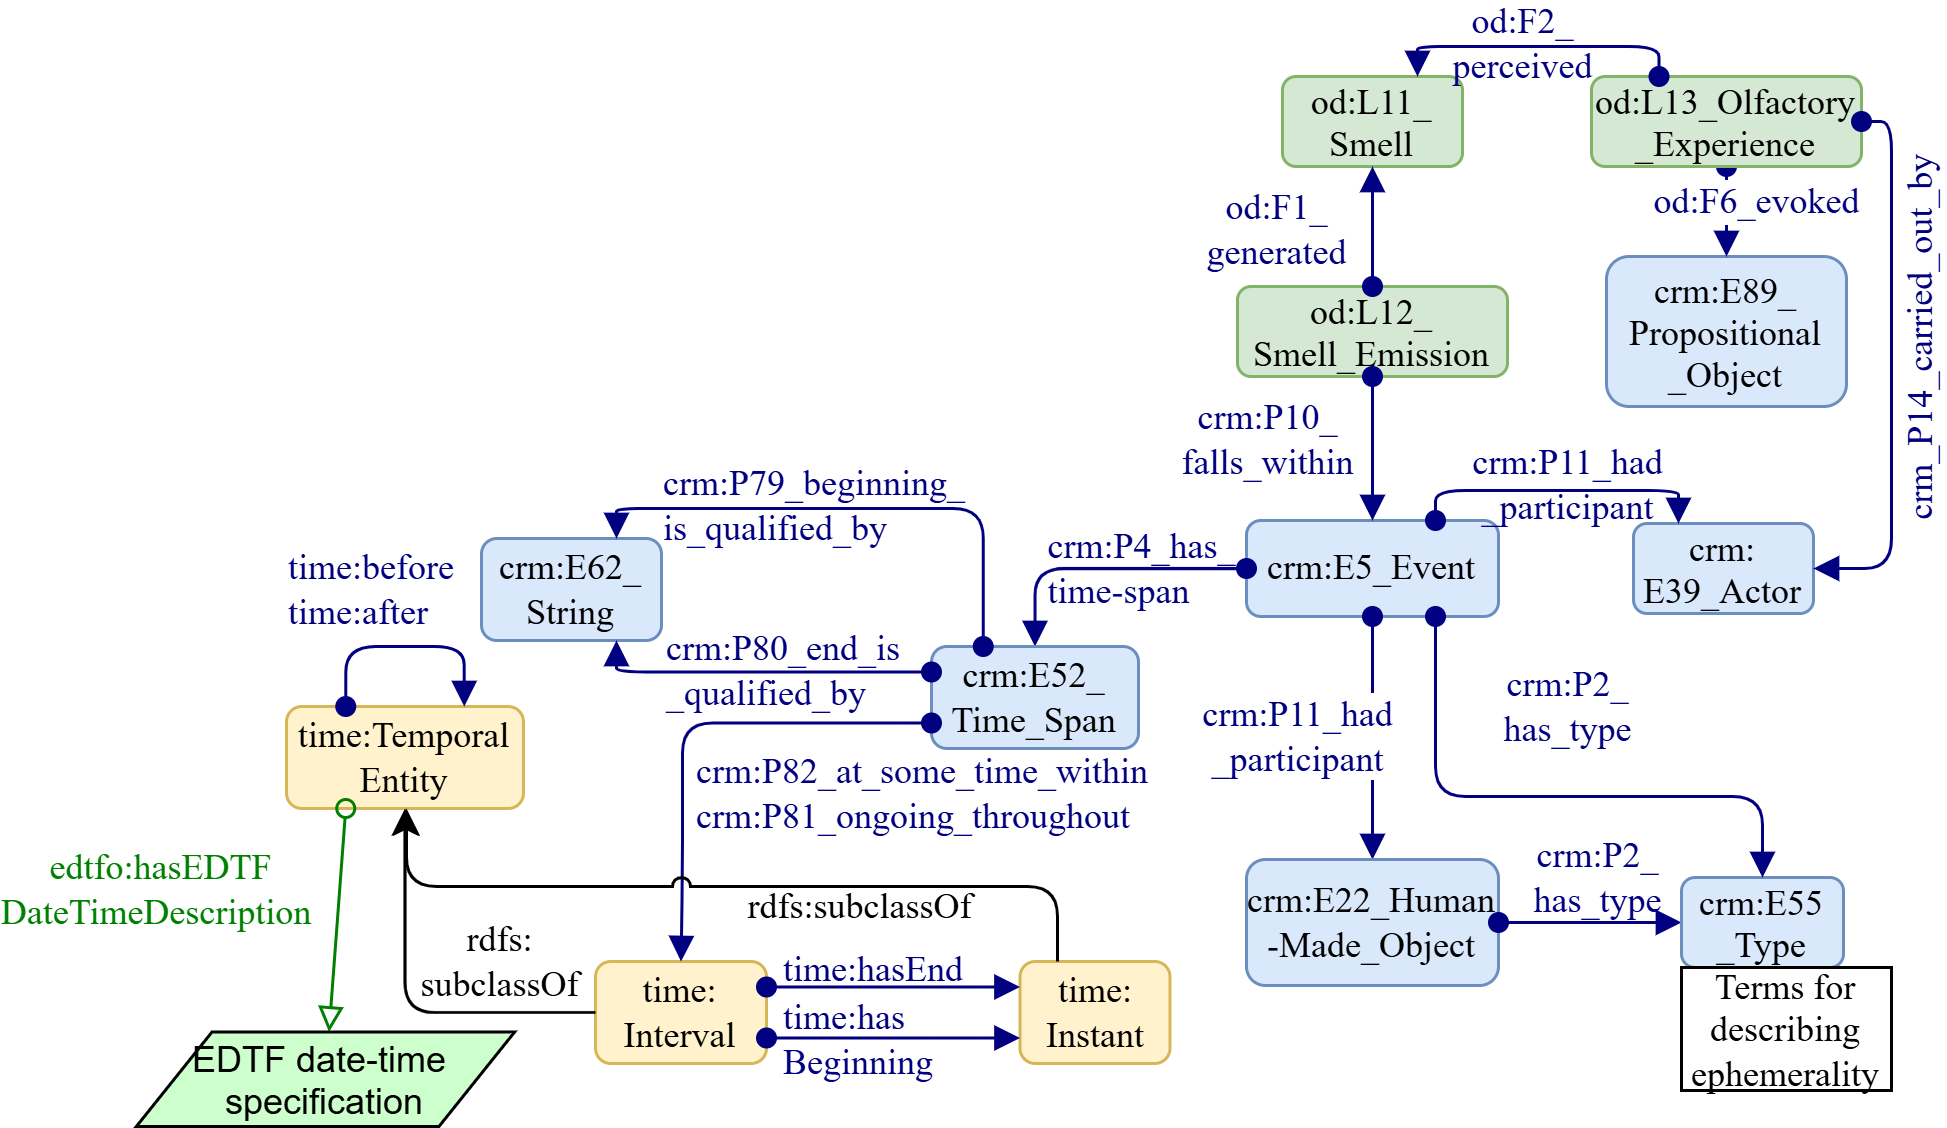 od:F2_
perceived
od:L11_
Smell
od:L13_Olfactory
_Experience
od:F1_
generated
od:F6_evoked
crm_P14_carried_out_by
crm:E89_
Propositional
_Object
od:L12_
Smell_Emission
crm:P10_
falls_within
crm:P11_had
_participant
crm:P79_beginning_
is_qualified_by
crm:P4_has_
time-span
crm:E5_Event
crm:
E39_Actor
time:before
time:after
crm:E62_
String
crm:P80_end_is
_qualified_by
crm:E52_
Time_Span
crm:P2_
has_type
crm:P11_had
_participant
time:Temporal
Entity
crm:P82_at_some_time_within
crm:P81_ongoing_throughout
edtfo:hasEDTF
DateTimeDescription
rdfs:subclassOf
rdfs:
subclassOf
crm:E22_Human
-Made_Object
crm:P2_
has_type
crm:E55
_Type
time:
Interval
time:hasEnd
time:has
Beginning
time:
Instant
Terms for
describing
ephemerality
EDTF date-time
specification